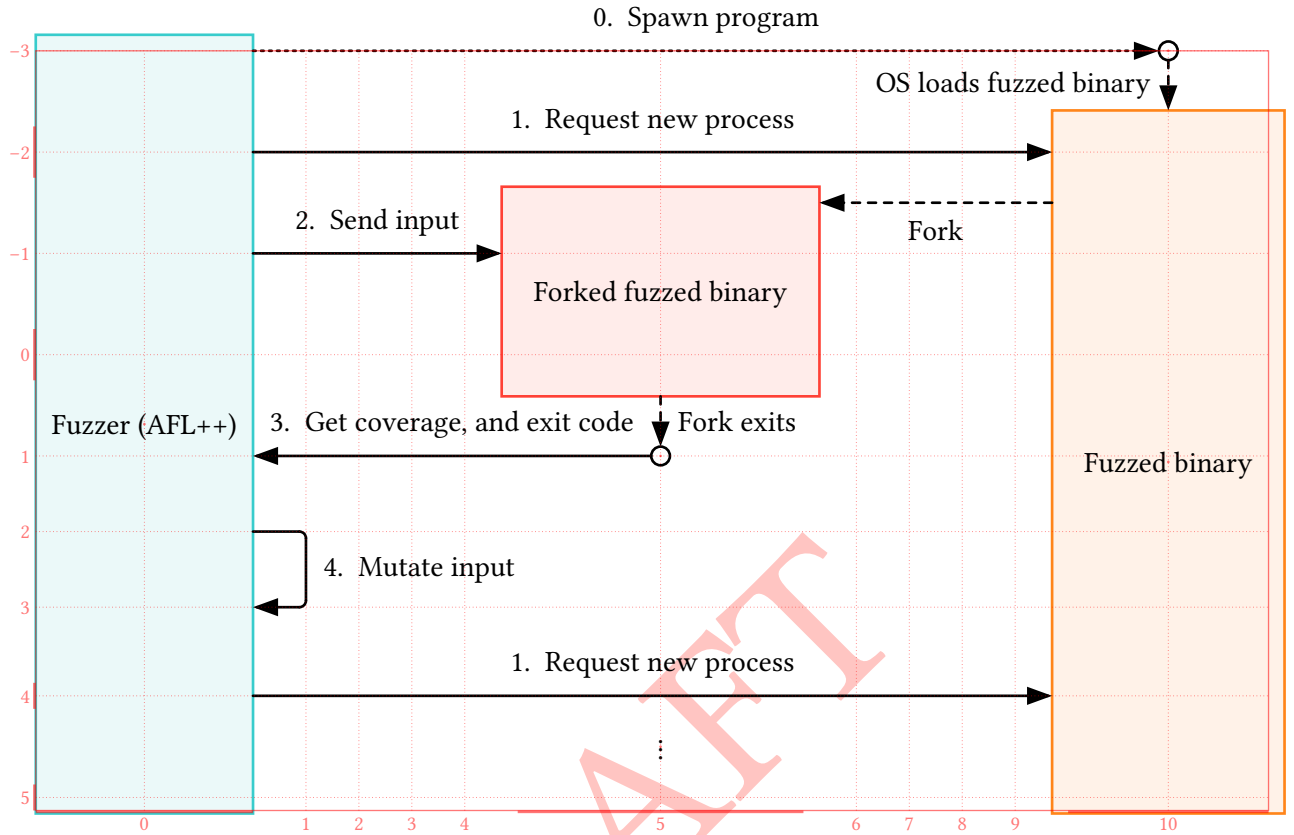 0. Spawn program
−3
OS loads fuzzed binary
1. Request new process
−2
2. Send input
Fork
−1
Forked fuzzed binary
0
Fuzzer (AFL++)
3. Get coverage, and exit code
Fork exits
1
Fuzzed binary
2
4. Mutate input
3
1. Request new process
4
⋮
5
AFT
0 1 2 3 4 5 6 7 8 9 10